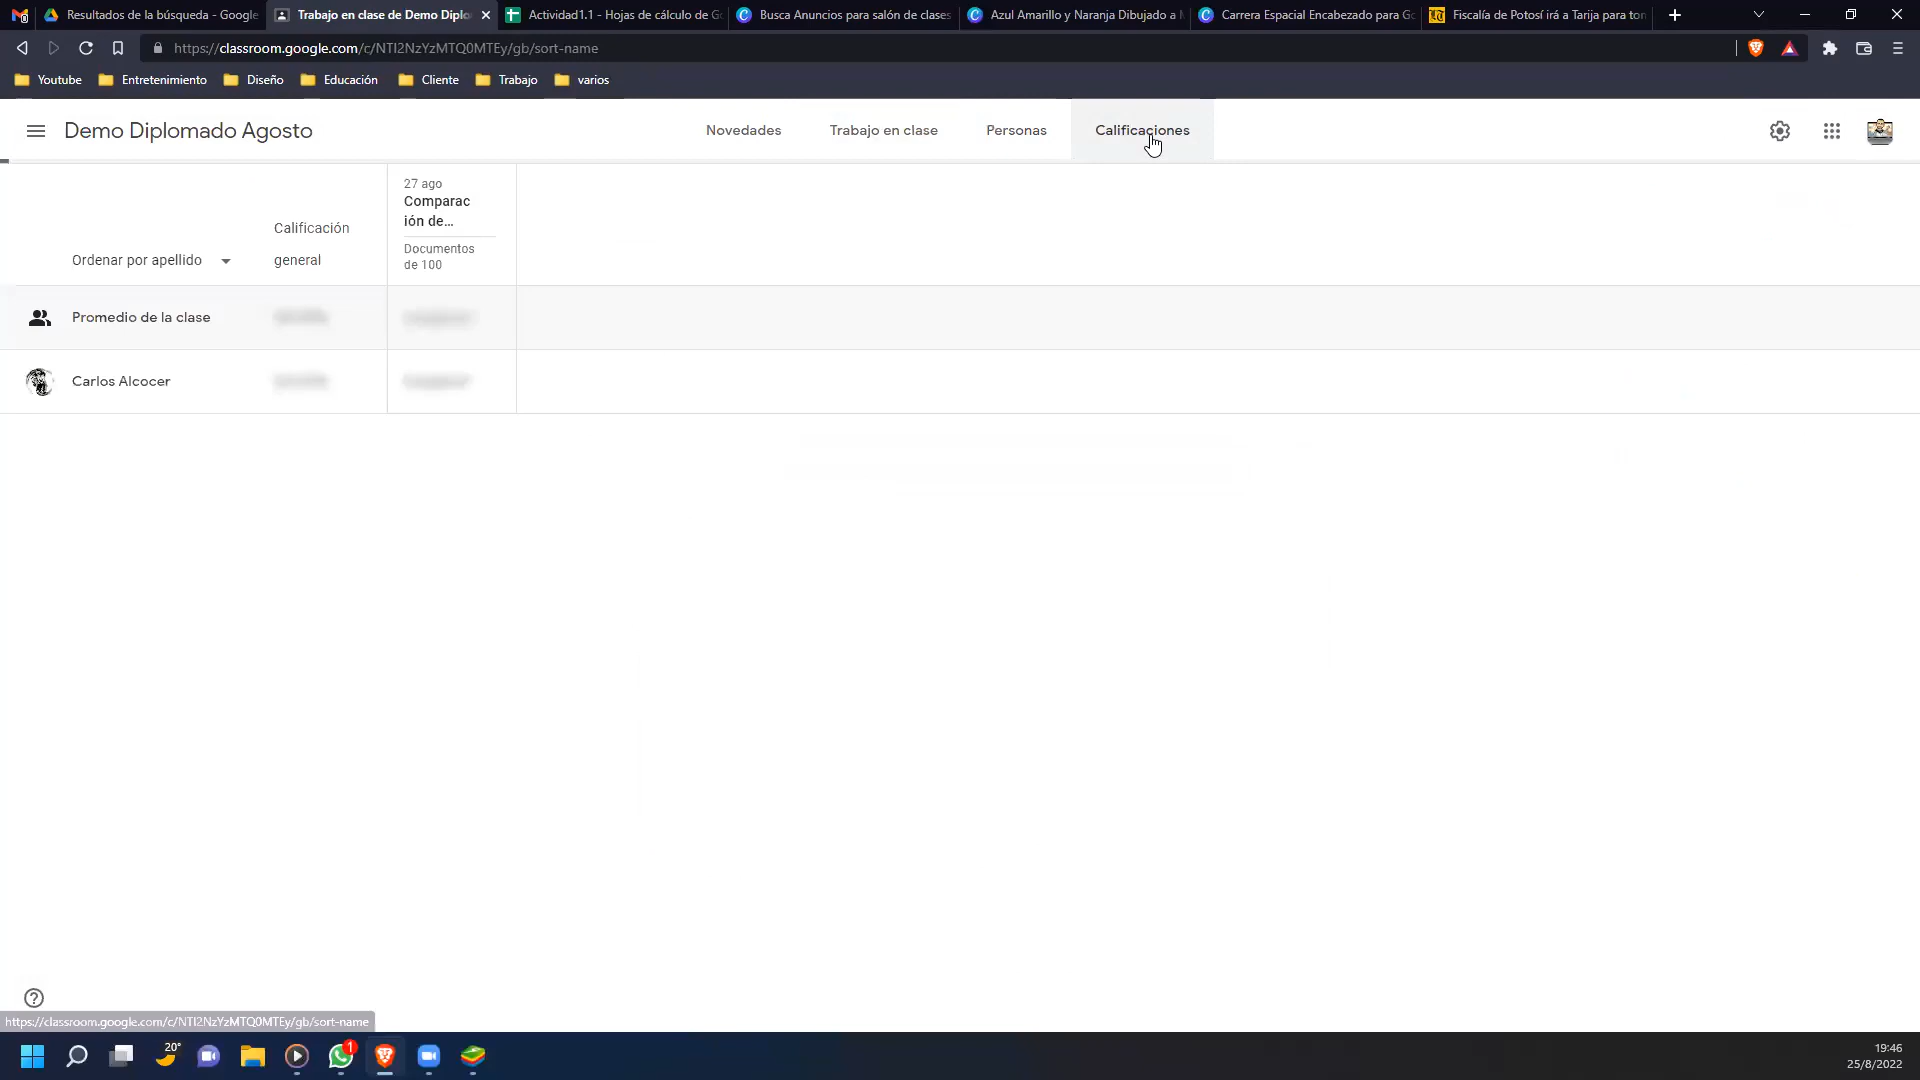 Resultados de la búsqueda - Google
Trabajo en clase de Demo Diplo
Actividad1.1 - Hojas de cálculo de Go
Busca Anuncios para salón de clases
Azul Amarillo y Naranja Dibujado a
Carrera Espacial Encabezado para Go
Fiscalía de Potosí irá a Tarija para tom
https://classroom.google.com/c/NTI2NzYzMTQ0MTEy/gb/sort-name
Youtube
Entretenimiento
Diseño
Educación
Cliente
Trabajo
varios
Demo Diplomado Agosto
Novedades
Trabajo en clase
Personas
Calificaciones
Ordenar por apellido
Calificación
general
27 ago
Comparac
ión de...
Documentos
de 100
Promedio de la clase
Carlos Alcocer
https://classroom.google.com/c/NTI2NzYzMTQ0MTEy/gb/sort-name
20°
1
19:46
25/8/2022